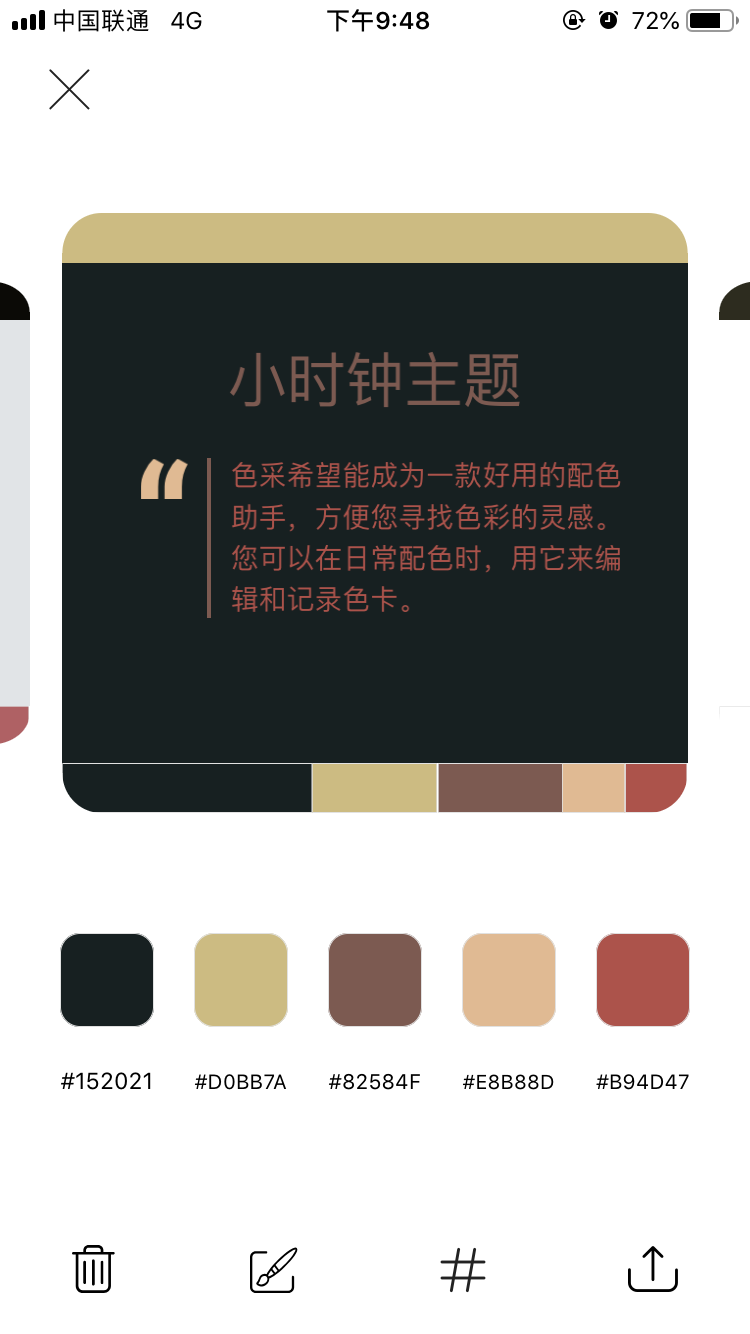 中国联通 4G 下午9:48 72%
小时钟主题
“
色采希望能成为一款好用的配色
助手，方便您寻找色彩的灵感。
您可以在日常配色时，用它来编
辑和记录色卡。
#152021 #D0BB7A #82584F #E8B88D #B94D47